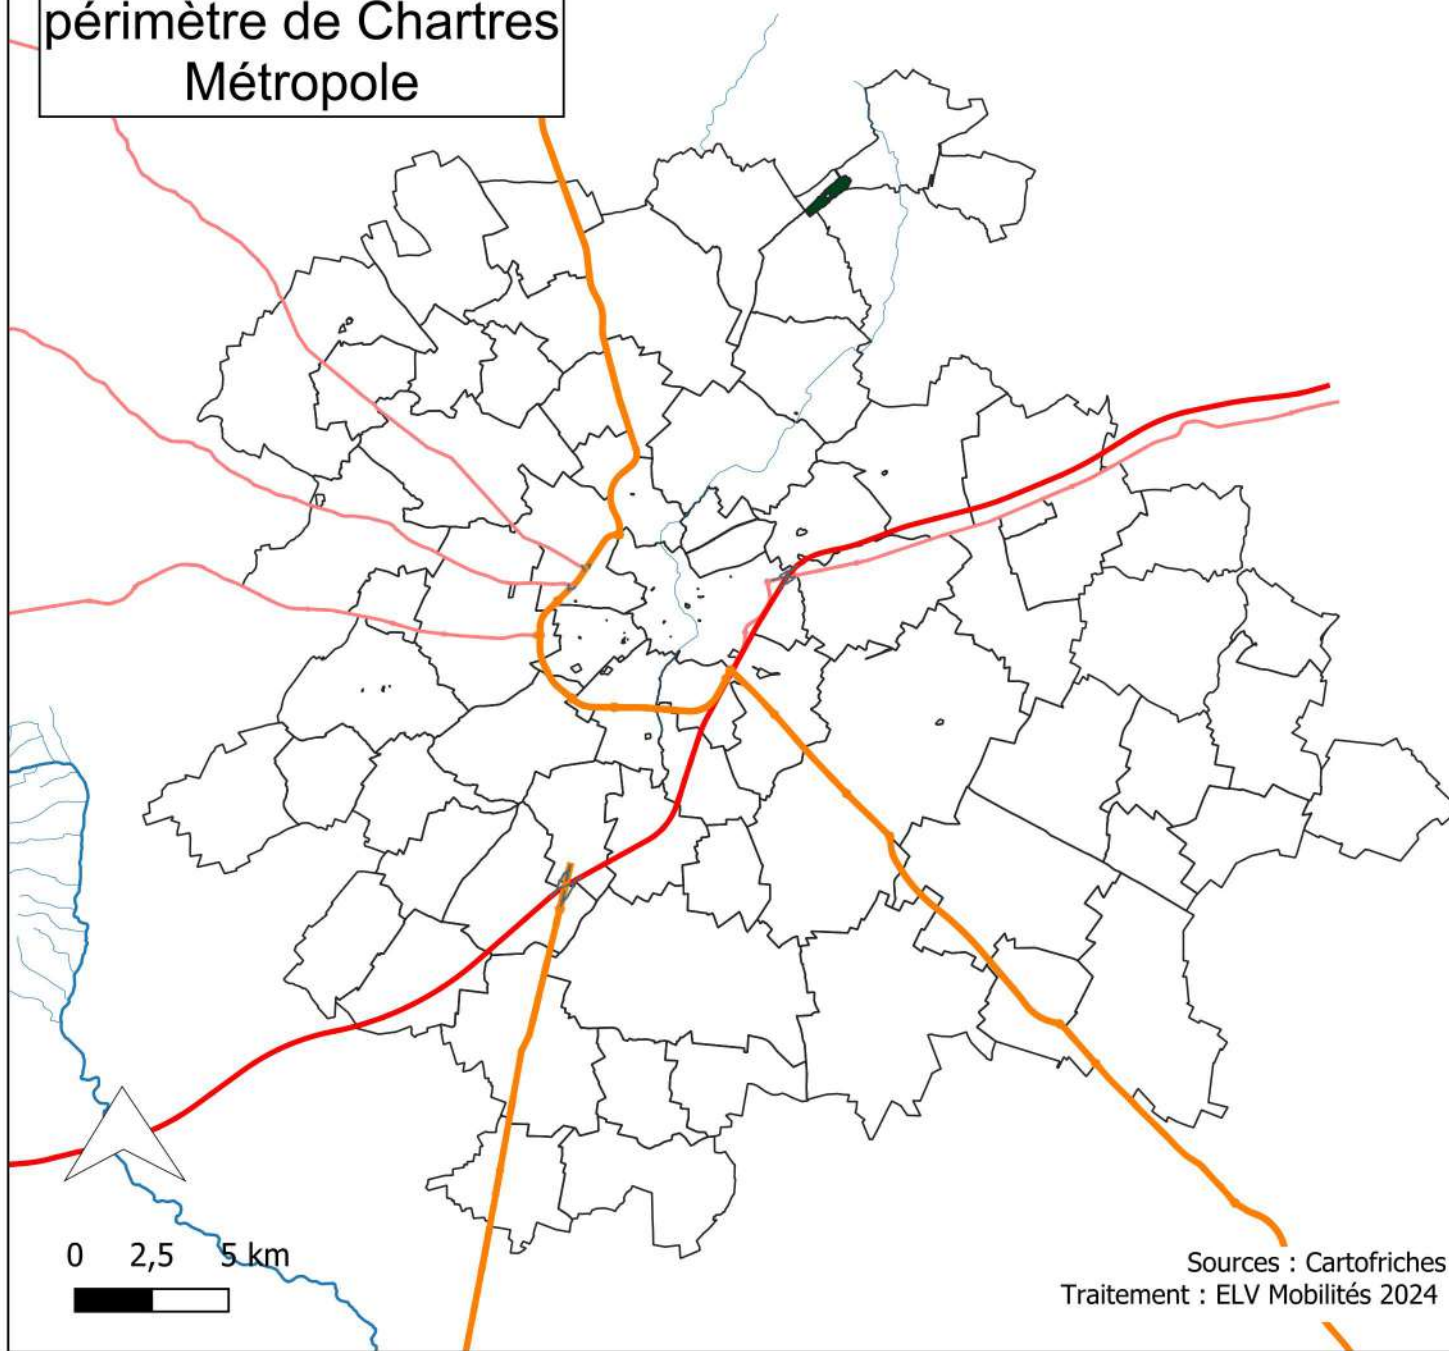 périmètre de Chartres
Métropole
0 2,5 5 km
Sources : Cartofriches
Traitement : ELV Mobilités 2024